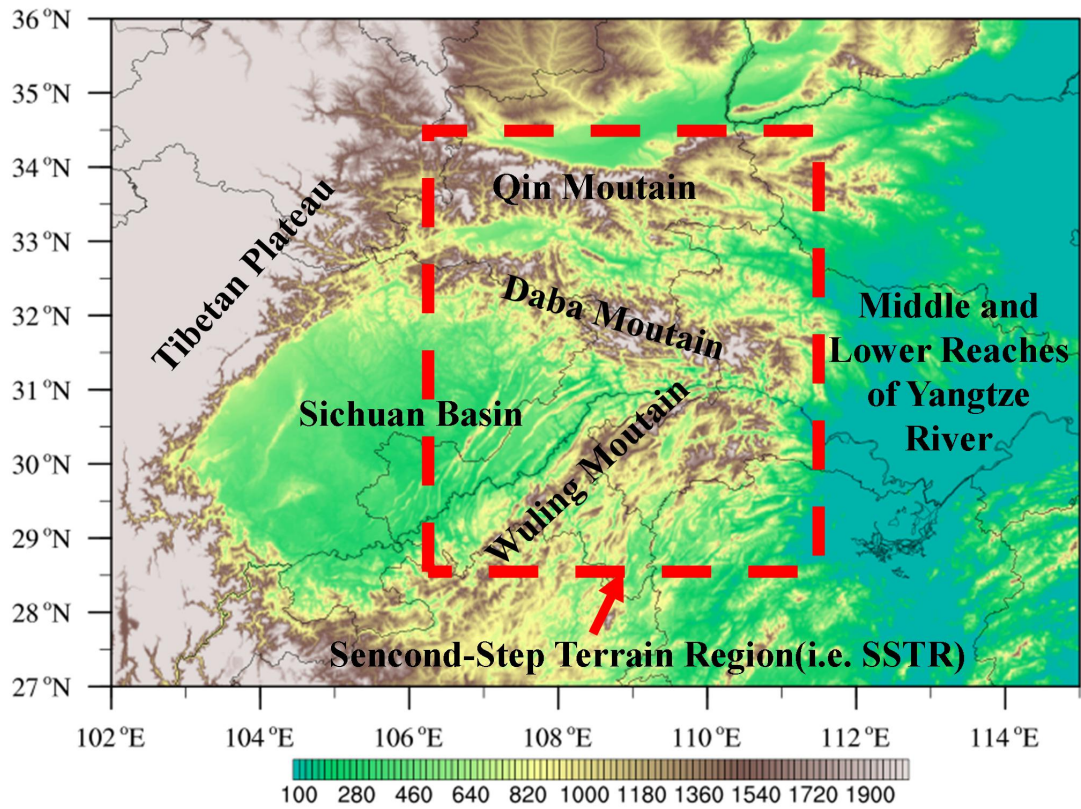 36°N
35°N
34°N
33°N
32°N
31°N
30°N
29°N
28°N
27°N
Qin Moutain
Tibetan Plateau
Daba Moutain
Middle and
Lower Reaches
of Yangtze
River
Sichuan Basin
Wuling Moutain
Sencond-Step Terrain Region(i.e. SSTR)
102°E 104°E 106°E 108°E 110°E 112°E 114°E
100 280 460 640 820 1000 1180 1360 1540 1720 1900